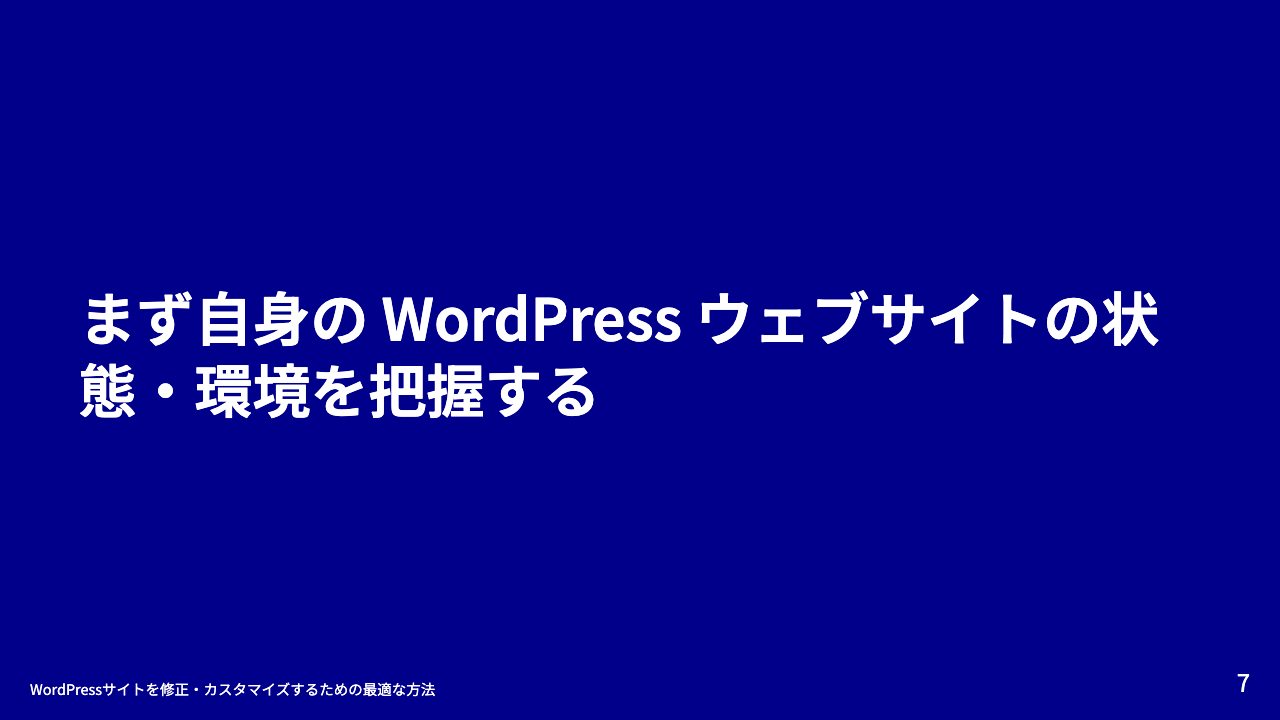 まず自身の WordPress ウェブサイトの状
態・環境を把握する
WordPressサイトを修正・カスタマイズするための最適な方法
7